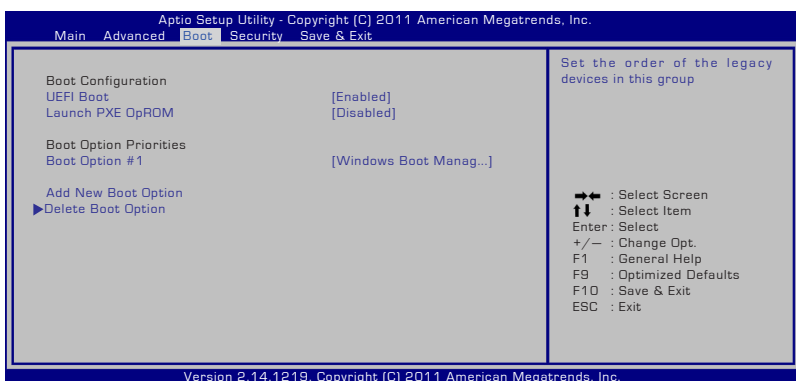 Aptio Setup Utility - Copyright (C) 2011 American Megatrends, Inc.
Main Advanced Boot Security Save & Exit
Boot Configuration
UEFI Boot [Enabled]
Launch PXE OpROM [Disabled]
Boot Option Priorities
Boot Option #1 [Windows Boot Manag...]
Add New Boot Option
Delete Boot Option
Set the order of the legacy
devices in this group
→← : Select Screen
↑↓ : Select Item
Enter : Select
+/— : Change Opt.
F1 : General Help
F9 : Optimized Defaults
F10 : Save & Exit
ESC : Exit
Version 2.14.1219. Copyright (C) 2011 American Megatrends, Inc.